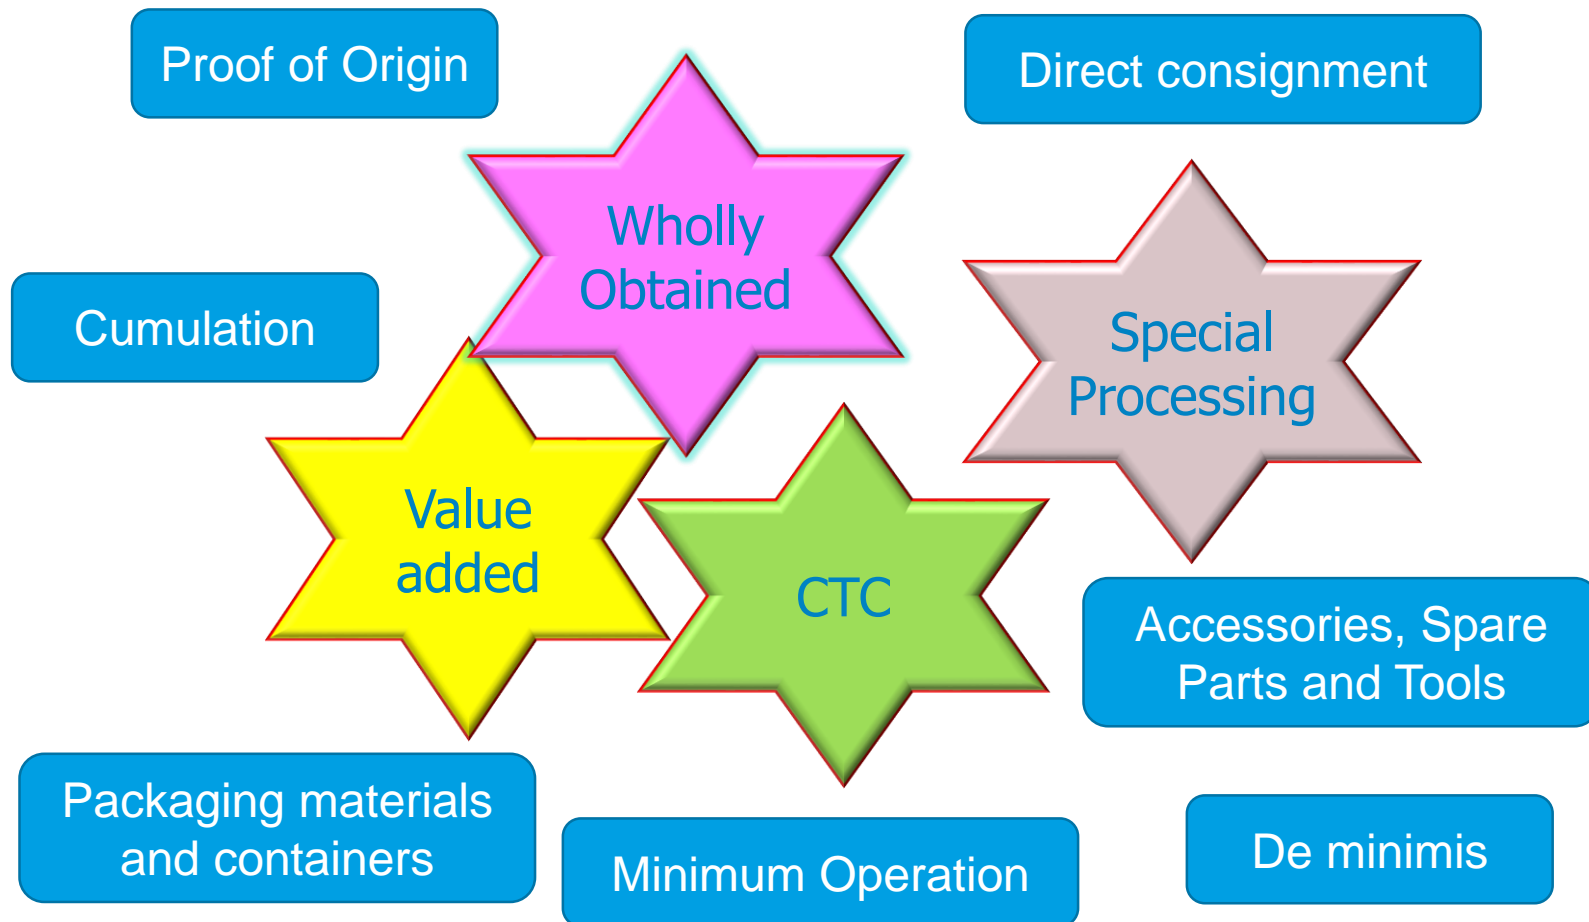 Proof of Origin
Direct consignment
Wholly
Obtained
Cumulation
Special
Processing
Value
added
CTC
Accessories, Spare
Parts and Tools
Packaging materials
and containers
Minimum Operation
De minimis